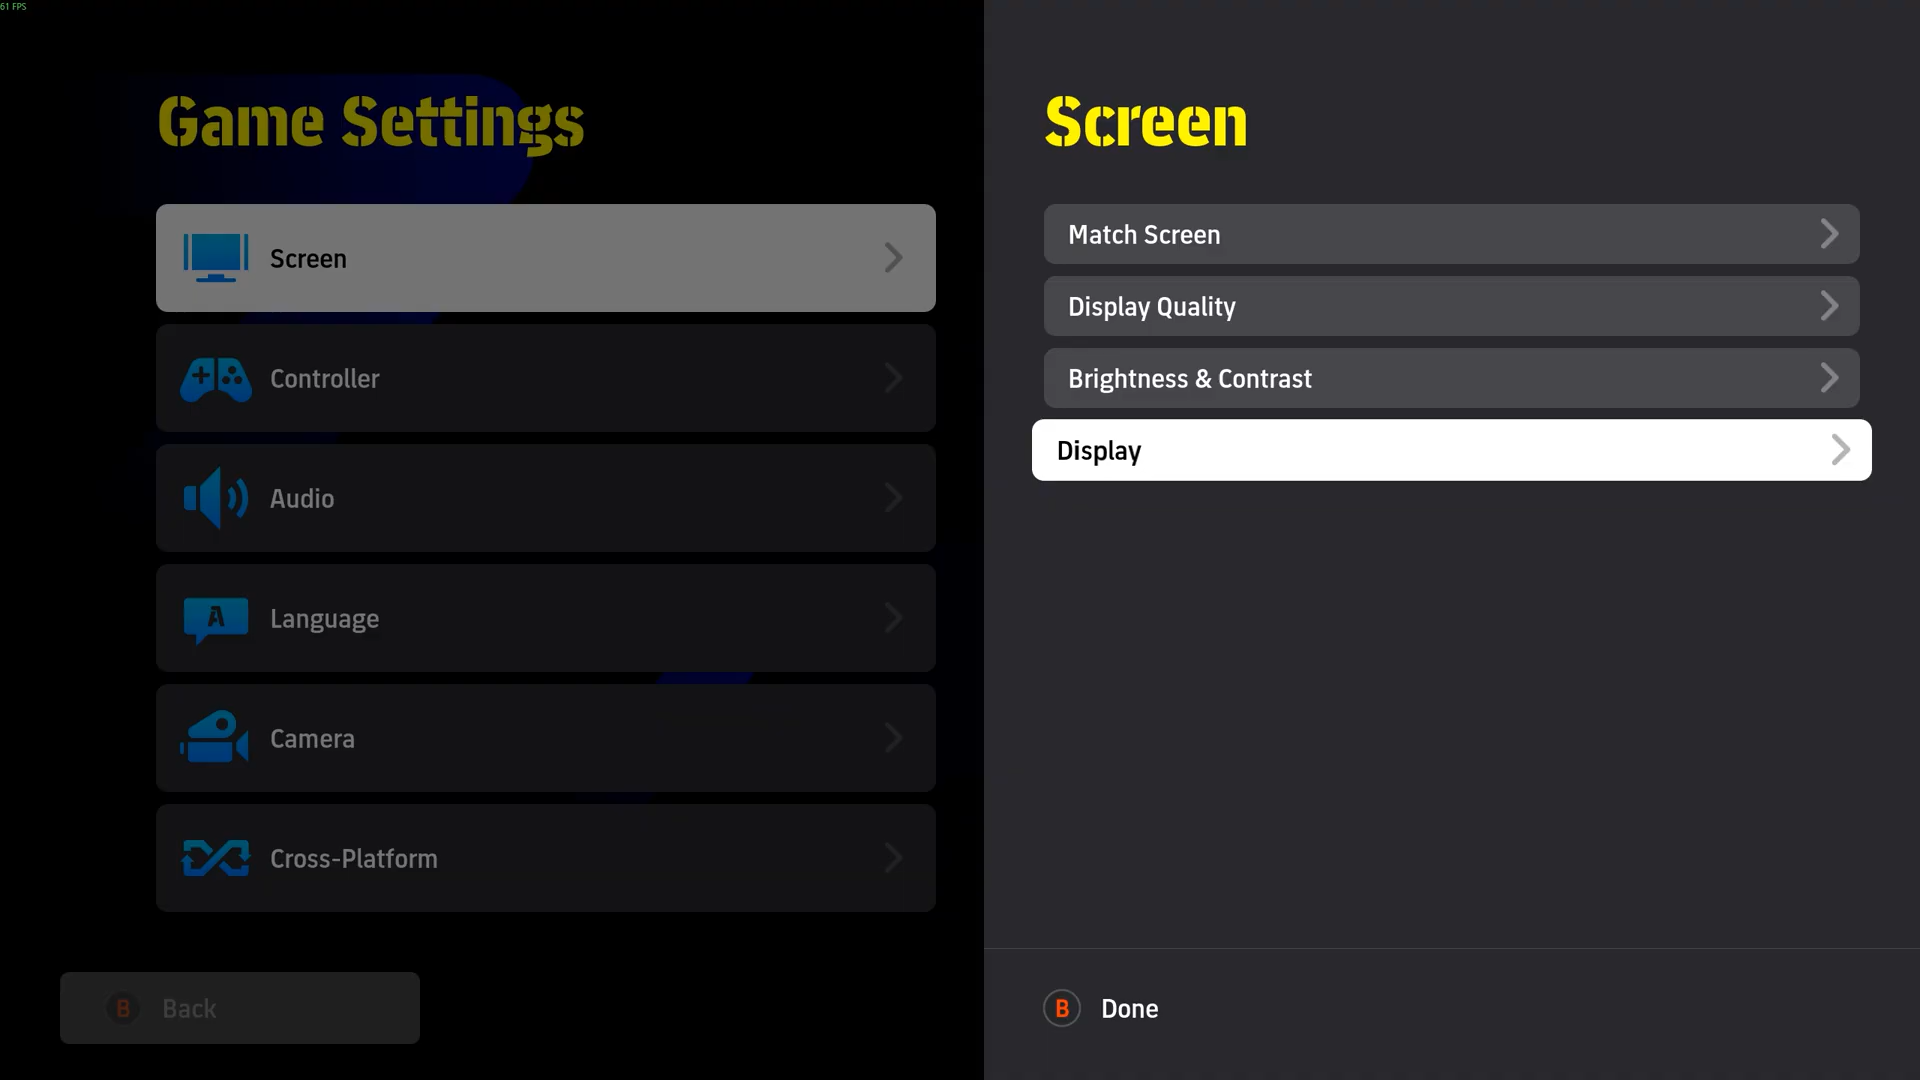 61 FPS
Game Settings
Screen
Controller
Audio
A
Language
Camera
Cross-Platform
B Back
Screen
Match Screen
Display Quality
Brightness & Contrast
Display
B Done